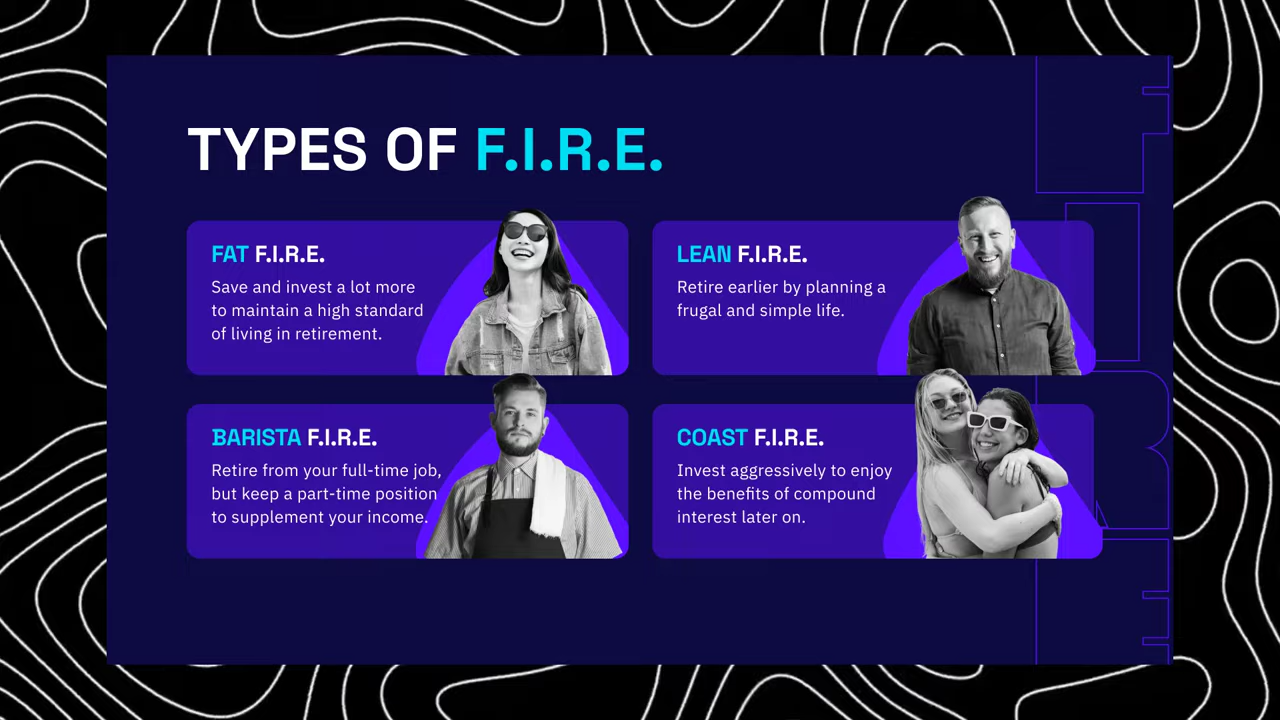 TYPES OF F.I.R.E.
FAT F.I.R.E.
Save and invest a lot more
to maintain a high standard
of living in retirement.
LEAN F.I.R.E.
Retire earlier by planning a
frugal and simple life.
BARISTA F.I.R.E.
Retire from your full-time job,
but keep a part-time position
to supplement your income.
COAST F.I.R.E.
Invest aggressively to enjoy
the benefits of compound
interest later on.
FIRE